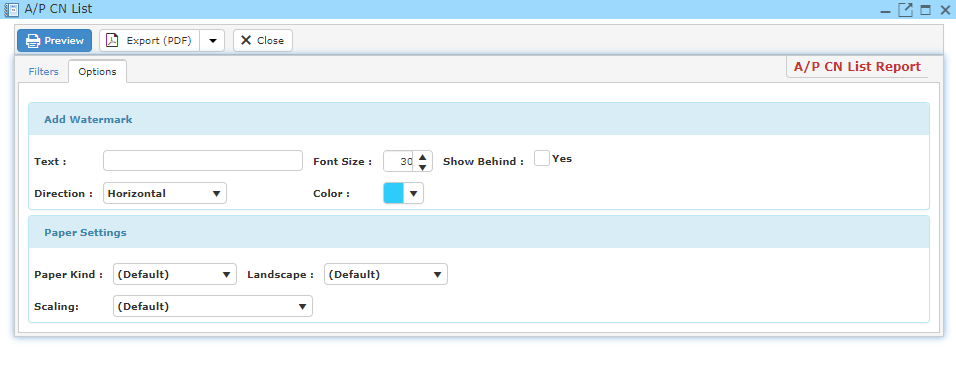 A/P CN List
Preview Export (PDF) Close
Filters Options A/P CN List Report
Add Watermark
Text : Font Size : 30 Show Behind : Yes
Direction : Horizontal Color :
Paper Settings
Paper Kind : (Default) Landscape : (Default)
Scaling: (Default)